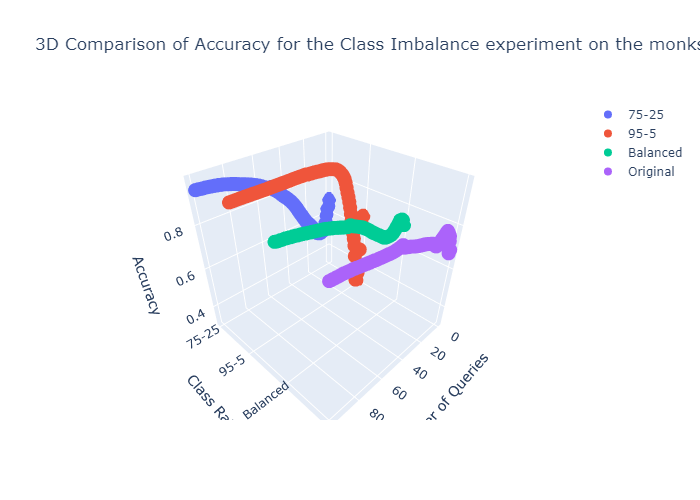 3D Comparison of Accuracy for the Class Imbalance experiment on the monks
75-25
95-5
Balanced
Original
0.8
0.6
0.4
Accuracy
75-25
95-5
Balanced
Class Ra
0
20
40
60
80
er of Queries